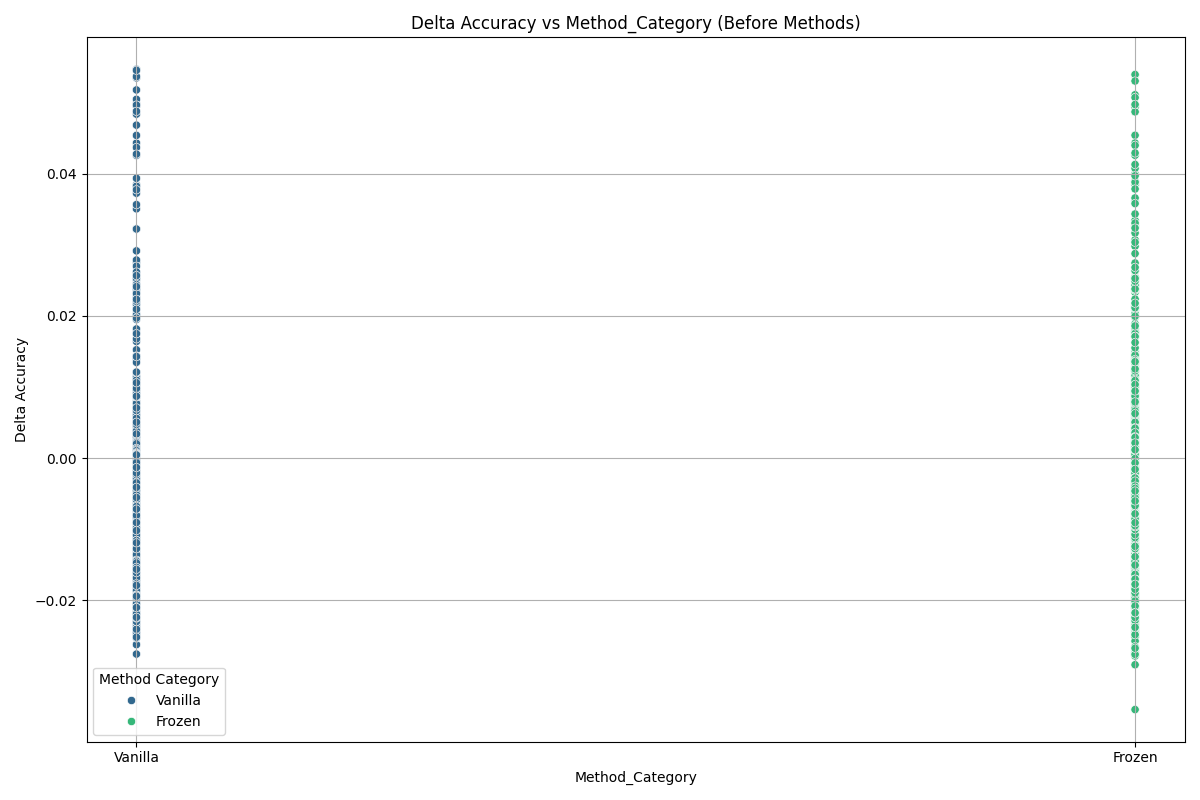 Delta Accuracy vs Method_Category (Before Methods)
Delta Accuracy
0.04
0.02
0.00
−0.02
Method Category
Vanilla
Frozen
Vanilla
Frozen
Method_Category